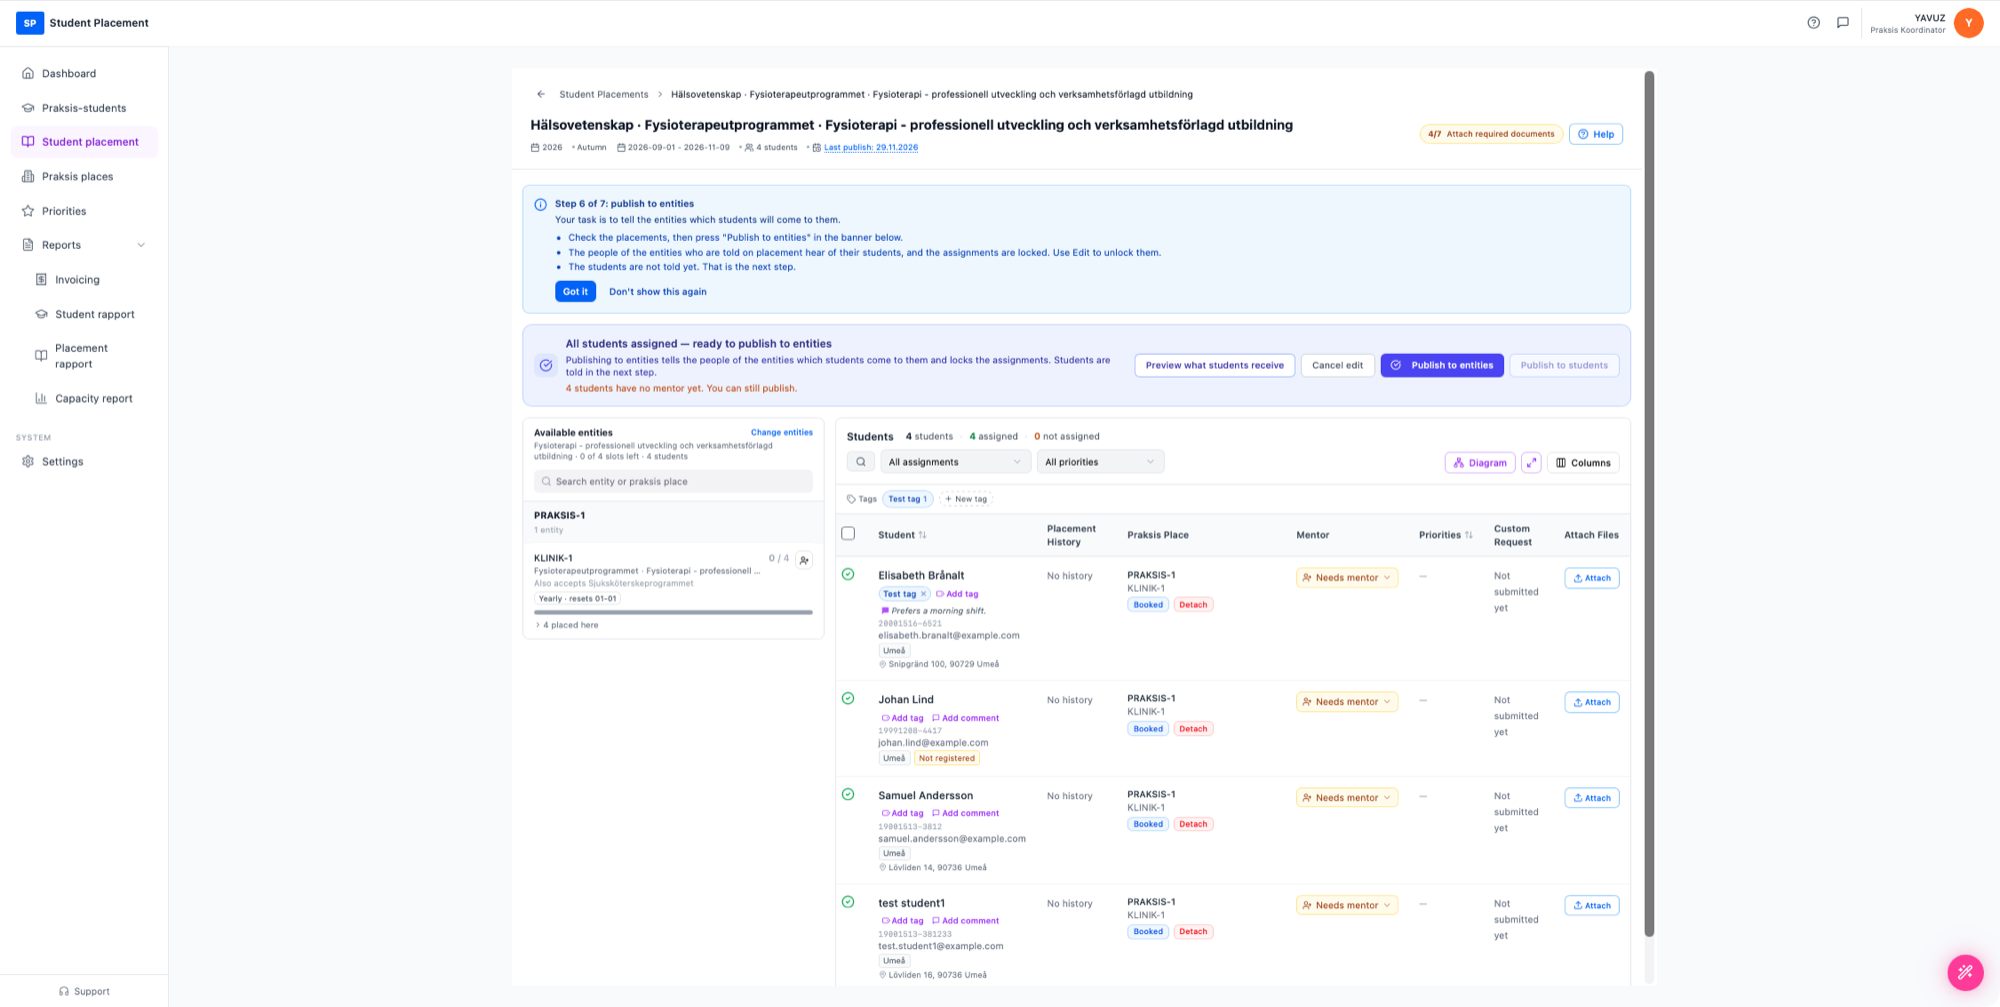 SP Student Placement
YAVUZ
Praksis Koordinator
Y
Dashboard
Praksis-students
Student placement
Praksis places
Priorities
Reports
Invoicing
Student rapport
Placement
rapport
Capacity report
SYSTEM
Settings
Support
Student Placements > Hälsovetenskap · Fysioterapeutprogrammet · Fysioterapi - professionell utveckling och verksamhetsförlagd utbildning
Hälsovetenskap · Fysioterapeutprogrammet · Fysioterapi - professionell utveckling och verksamhetsförlagd utbildning
2026 • Autumn 2026-09-01 - 2026-11-09 • 4 students • Last publish: 29.11.2026
4/7 Attach required documents
Help
Step 6 of 7: publish to entities
Your task is to tell the entities which students will come to them.
• Check the placements, then press "Publish to entities" in the banner below.
• The people of the entities who are told on placement hear of their students, and the assignments are locked. Use Edit to unlock them.
• The students are not told yet. That is the next step.
Got it Don't show this again
All students assigned — ready to publish to entities
Publishing to entities tells the people of the entities which students come to them and locks the assignments. Students are
told in the next step.
4 students have no mentor yet. You can still publish.
Preview what students receive Cancel edit Publish to entities Publish to students
Available entities Change entities
Fysioterapi - professionell utveckling och verksamhetsförlagd
utbildning · 0 of 4 slots left · 4 students
Search entity or praksis place
PRAKSIS-1
1 entity
KLINIK-1 0 / 4
Fysioterapeutprogrammet · Fysioterapi - professionell ...
Also accepts Sjuksköterskeprogrammet
Yearly · resets 01-01
> 4 placed here
Students 4 students · 4 assigned · 0 not assigned
All assignments All priorities Diagram Columns
Tags Test tag 1 + New tag
Student Placement History Praksis Place Mentor Priorities Custom Request Attach Files
Elisabeth Brånalt No history PRAKSIS-1 Needs mentor — Not submitted yet Attach
KLINIK-1
Test tag × Add tag
Booked Detach
Prefers a morning shift.
20001516-6521
elisabeth.branalt@example.com
Umeå
Snipgränd 100, 90729 Umeå
Johan Lind No history PRAKSIS-1 Needs mentor — Not submitted yet Attach
KLINIK-1
Add tag Add comment
Booked Detach
19991208-4417
johan.lind@example.com
Umeå Not registered
Samuel Andersson No history PRAKSIS-1 Needs mentor — Not submitted yet Attach
KLINIK-1
Add tag Add comment
Booked Detach
19001513-3812
samuel.andersson@example.com
Umeå
Lövliden 14, 90736 Umeå
test student1 No history PRAKSIS-1 Needs mentor — Not submitted yet Attach
KLINIK-1
Add tag Add comment
Booked Detach
19001513-381233
test.student1@example.com
Umeå
Lövliden 16, 90736 Umeå